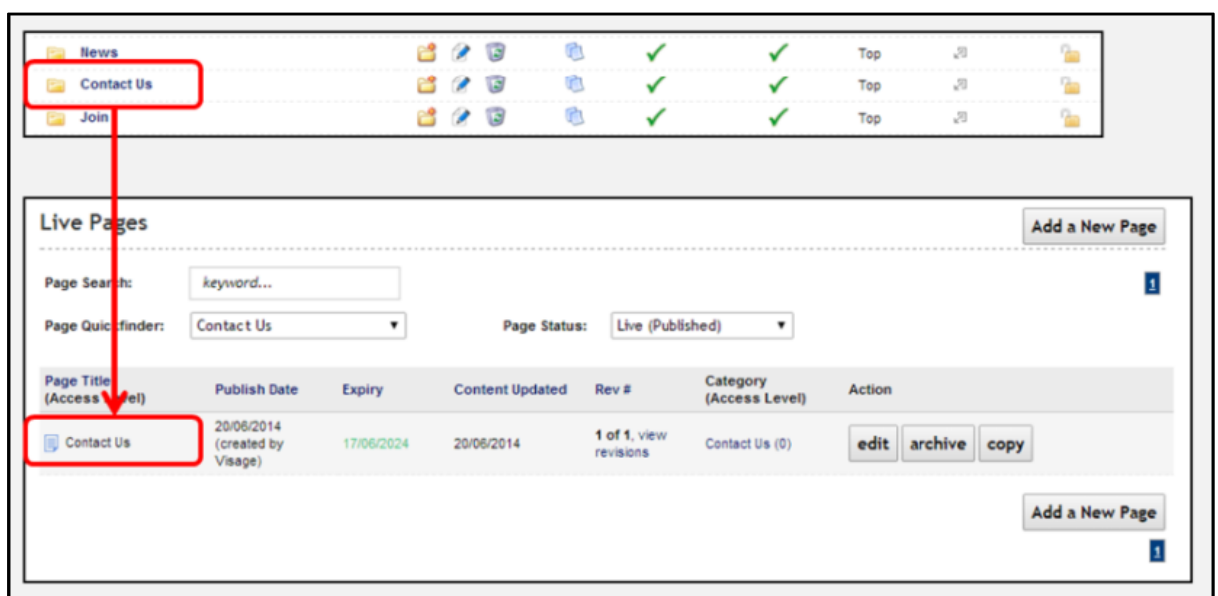 News Top
Contact Us Top
Join Top
Live Pages
Add a New Page
Page Search: keyword... 1
Page Quickfinder: Contact Us Page Status: Live (Published)
Page Title
(Access Level) Publish Date Expiry Content Updated Rev # Category
(Access Level) Action
Contact Us 20/06/2014
(created by
Visage) 17/06/2024 20/06/2014 1 of 1, view
revisions Contact Us (0) edit archive copy
Add a New Page
1